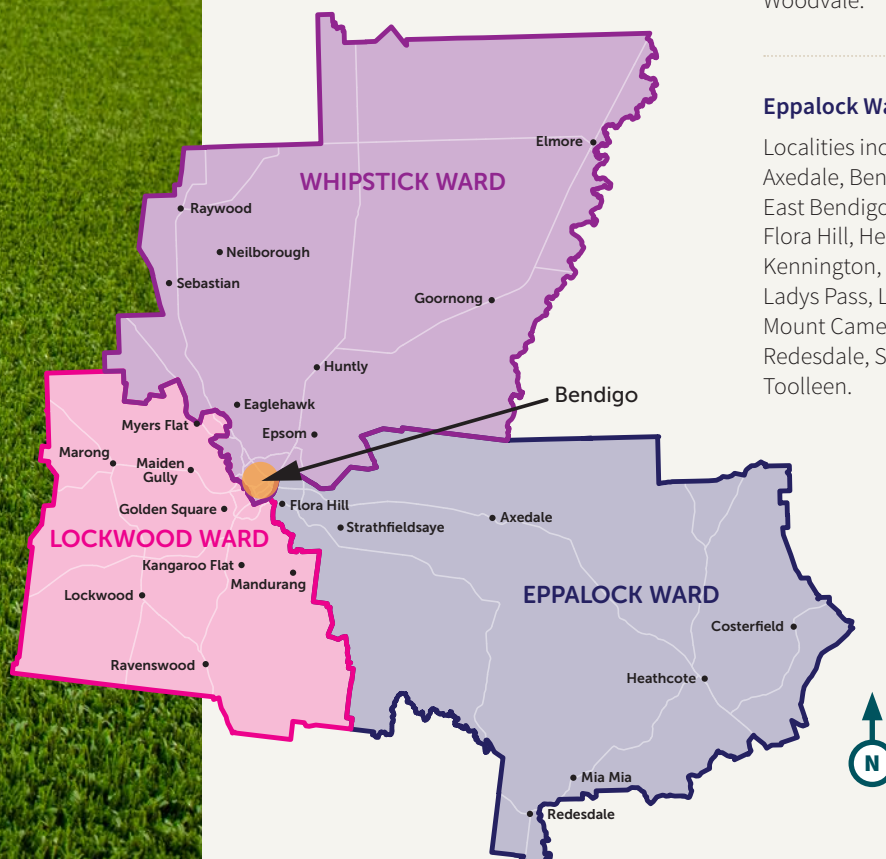 Woodvale.
Eppalock Wa
Localities inc
Axedale, Ben
East Bendigo
Flora Hill, He
Kennington,
Ladys Pass, L
Mount Came
Redesdale, S
Toolleen.
Elmore
WHIPSTICK WARD
Raywood
Neilborough
Sebastian
Goornong
Huntly
Bendigo
Eaglehawk
Myers Flat
Epsom
Marong
Maiden
Gully
Flora Hill
Golden Square
Axedale
Strathfieldsaye
LOCKWOOD WARD
Kangaroo Flat
Mandurang
Lockwood
EPPALOCK WARD
Costerfield
Ravenswood
Heathcote
N
Mia Mia
Redesdale